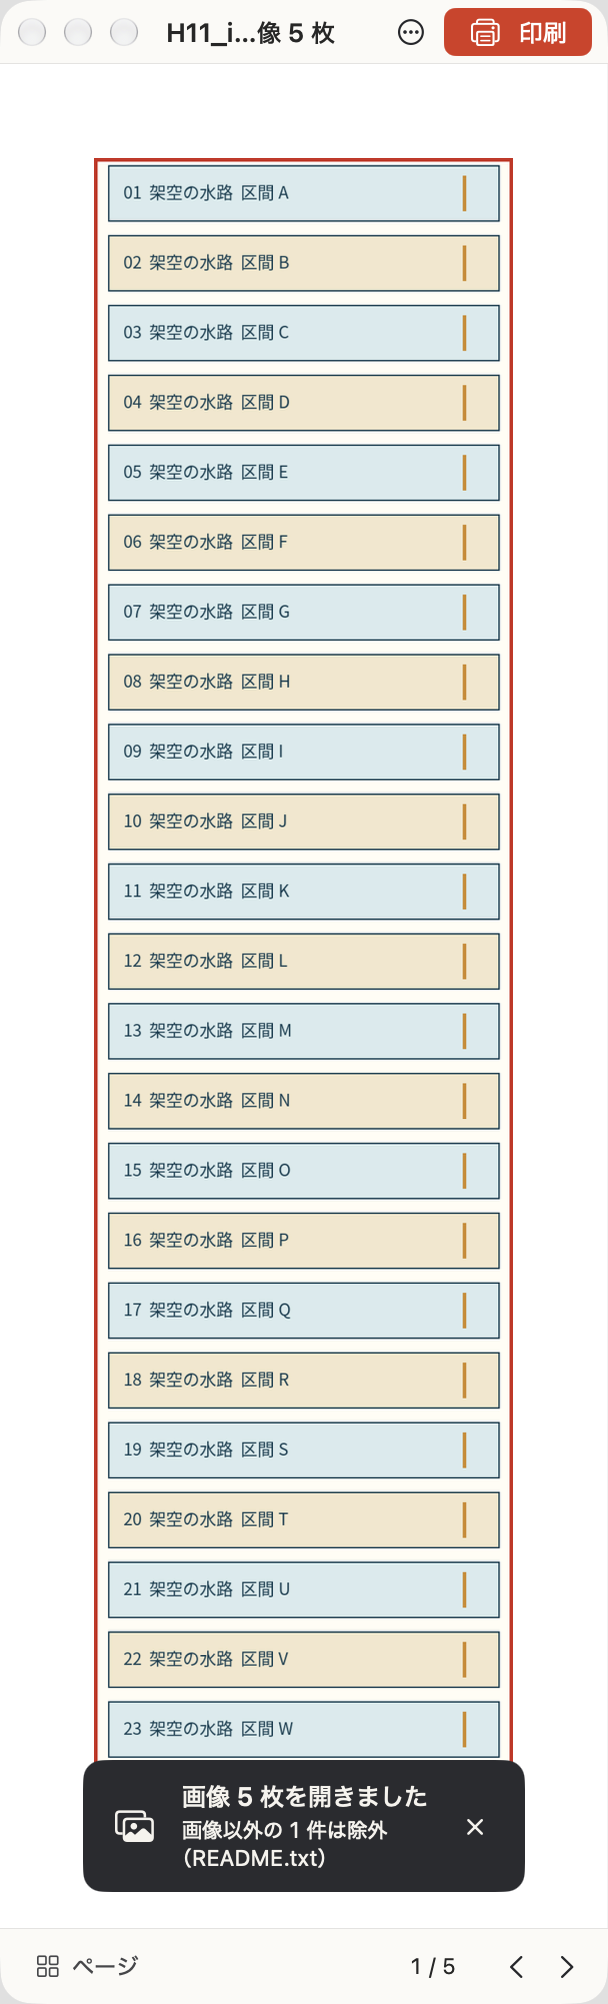 H11_i...像 5 枚
印刷
01 架空の水路 区間 A
02 架空の水路 区間 B
03 架空の水路 区間 C
04 架空の水路 区間 D
05 架空の水路 区間 E
06 架空の水路 区間 F
07 架空の水路 区間 G
08 架空の水路 区間 H
09 架空の水路 区間 I
10 架空の水路 区間 J
11 架空の水路 区間 K
12 架空の水路 区間 L
13 架空の水路 区間 M
14 架空の水路 区間 N
15 架空の水路 区間 O
16 架空の水路 区間 P
17 架空の水路 区間 Q
18 架空の水路 区間 R
19 架空の水路 区間 S
20 架空の水路 区間 T
21 架空の水路 区間 U
22 架空の水路 区間 V
23 架空の水路 区間 W
画像 5 枚を開きました
画像以外の 1 件は除外
（README.txt）
ページ
1 / 5